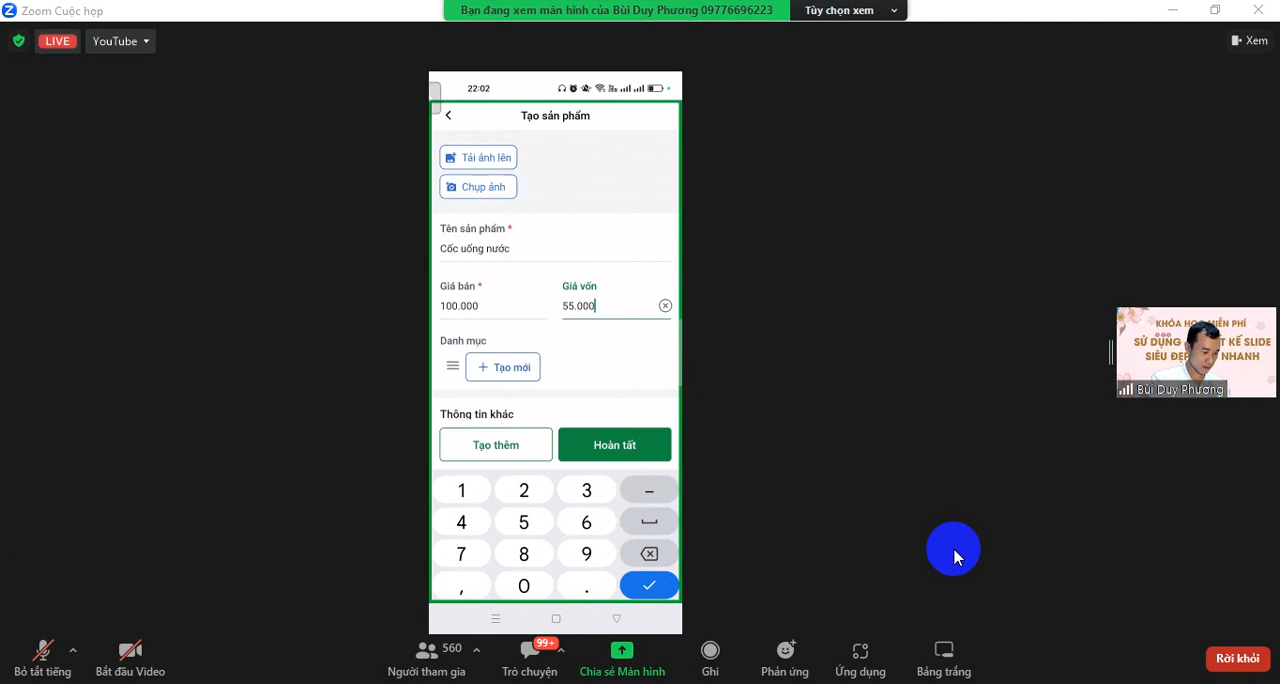 Zoom Cuộc họp
Bạn đang xem màn hình của Bùi Duy Phương 09776696223
Tùy chọn xem
LIVE
YouTube
Xem
22:02
Tạo sản phẩm
Tải ảnh lên
Chụp ảnh
Tên sản phẩm *
Cốc uống nước
Giá bán *
Giá vốn
100.000
55.000
Danh mục
+ Tạo mới
Thông tin khác
Tạo thêm
Hoàn tất
1 2 3 –
4 5 6
7 8 9
, 0 .
KHÓA HỌC MIỄN PHÍ
SỬ DỤNG
KẾ SLIDE
SIÊU ĐẸP
NHANH
Bùi Duy Phương
Bỏ tắt tiếng
Bắt đầu Video
560
Người tham gia
99+
Trò chuyện
Chia sẻ Màn hình
Ghi
Phản ứng
Ứng dụng
Bảng trắng
Rời khỏi